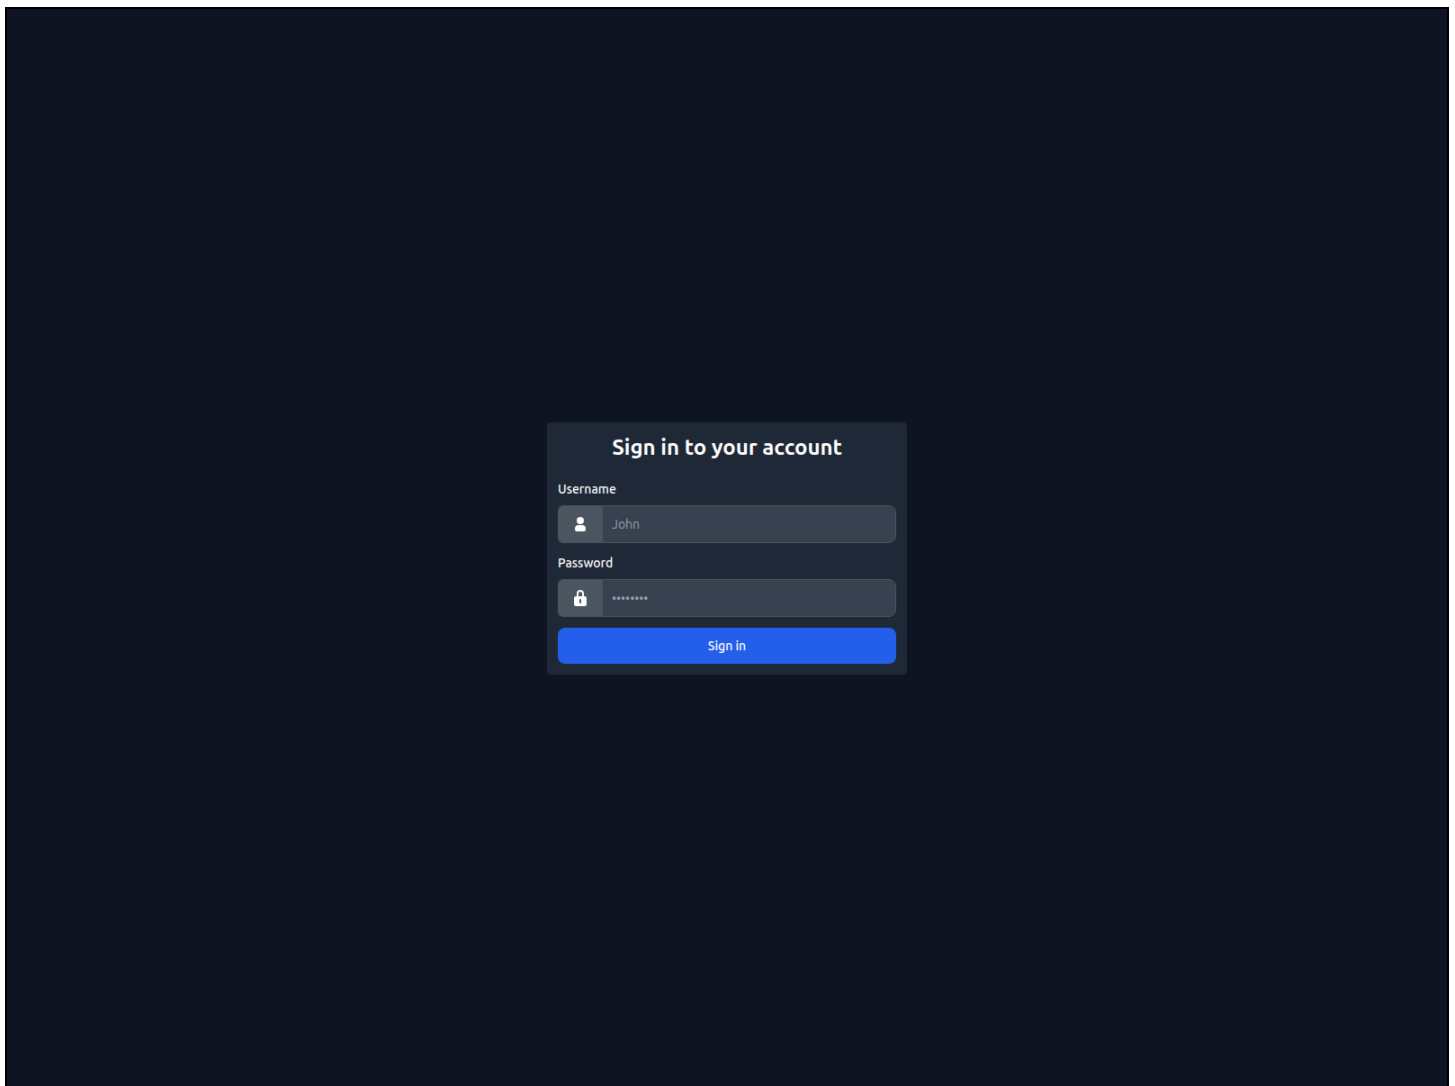 Sign in to your account
Username
John
Password
••••••••
Sign in